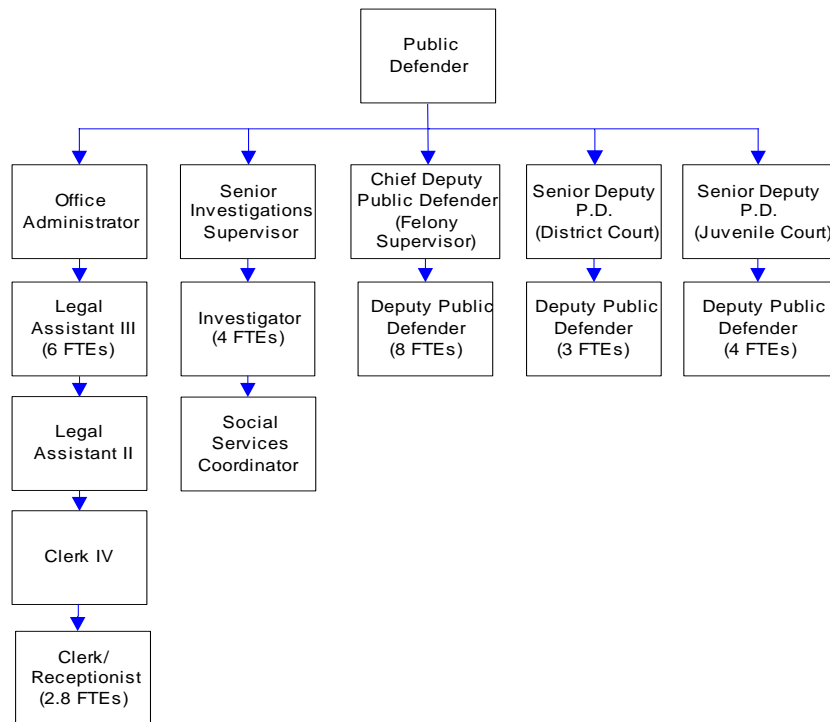 Public
Defender
Office
Administrator
Senior
Investigations
Supervisor
Chief Deputy
Public Defender
(Felony
Supervisor)
Senior Deputy
P.D.
(District Court)
Senior Deputy
P.D.
(Juvenile Court)
Legal
Assistant III
(6 FTEs)
Investigator
(4 FTEs)
Deputy Public
Defender
(8 FTEs)
Deputy Public
Defender
(3 FTEs)
Deputy Public
Defender
(4 FTEs)
Legal
Assistant II
Social
Services
Coordinator
Clerk IV
Clerk/
Receptionist
(2.8 FTEs)